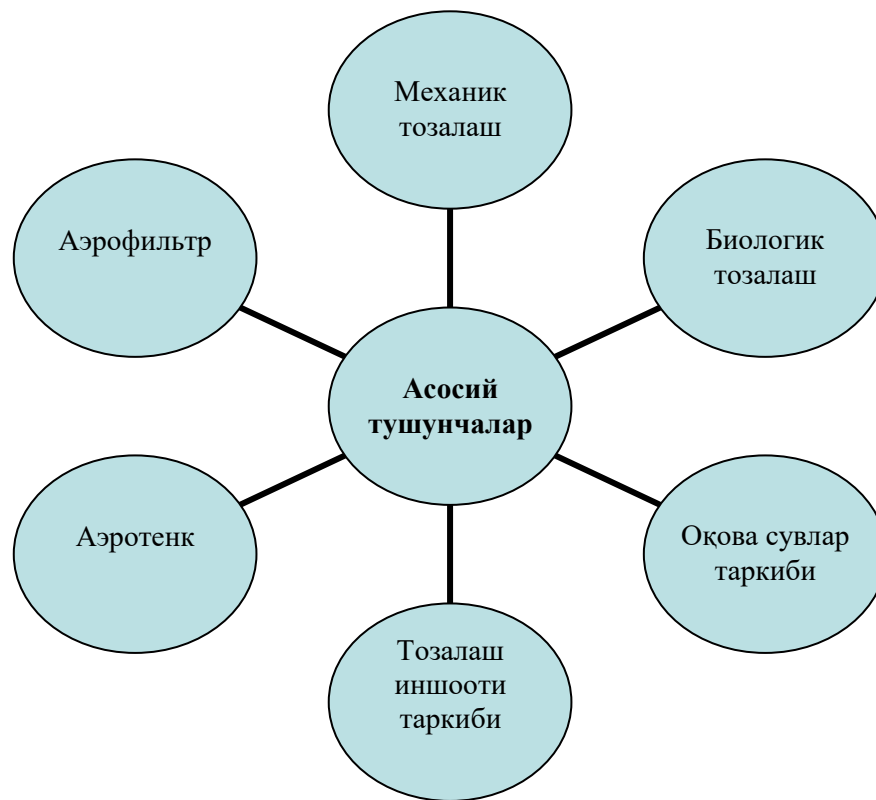 Механик
тозалаш
Аэрофильтр
Биологик
тозалаш
Асосий
тушунчалар
Аэротенк
Оқова сувлар
таркиби
Тозалаш
иншооти
таркиби